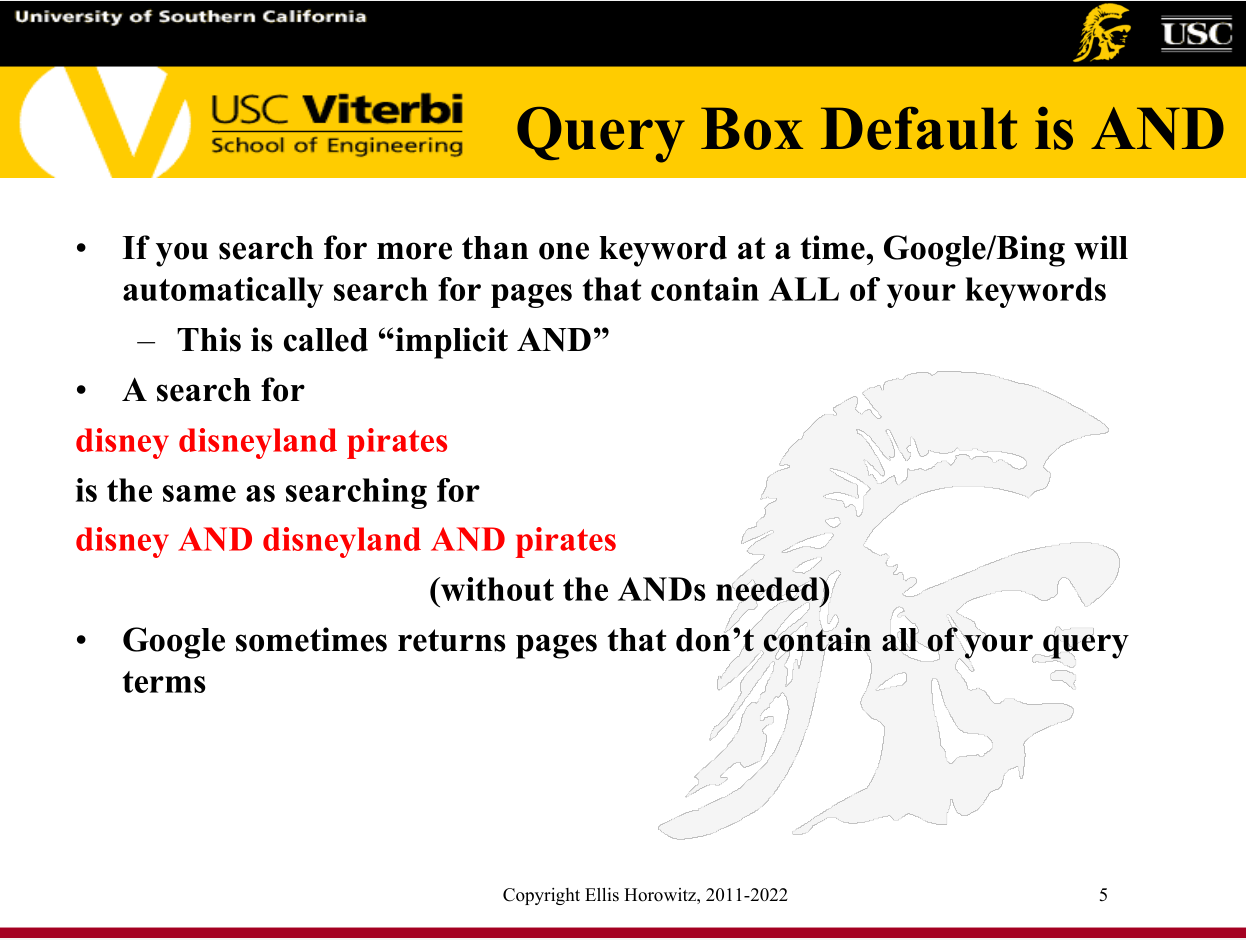 University of Southern California
USC
USC Viterbi
School of Engineering
Query Box Default is AND
• If you search for more than one keyword at a time, Google/Bing will
automatically search for pages that contain ALL of your keywords
– This is called “implicit AND”
• A search for
disney disneyland pirates
is the same as searching for
disney AND disneyland AND pirates
(without the ANDs needed)
• Google sometimes returns pages that don’t contain all of your query
terms
Copyright Ellis Horowitz, 2011-2022
5